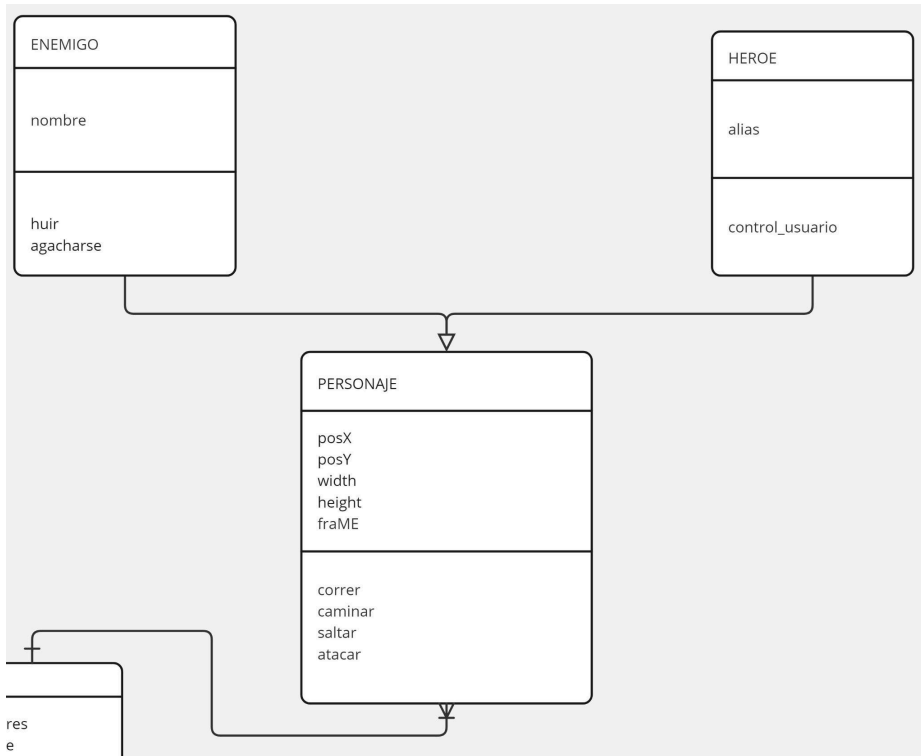 ENEMIGO
nombre
huir
agacharse
HEROE
alias
control_usuario
PERSONAJE
posX
posY
width
height
fraME
correr
caminar
saltar
atacar
res
e